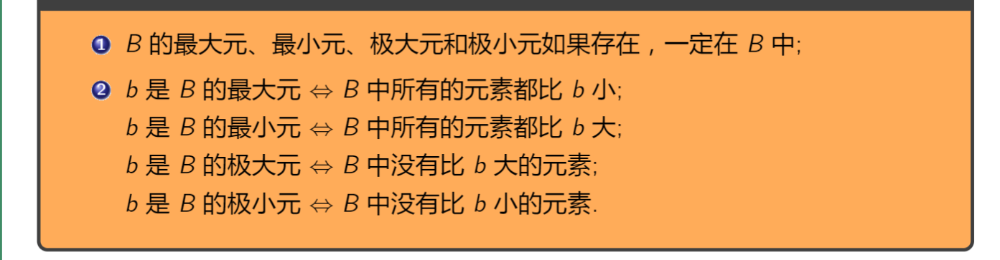 1 B 的最大元、最小元、极大元和极小元如果存在，一定在 B 中;
2 b 是 B 的最大元 ⇔ B 中所有的元素都比 b 小;
b 是 B 的最小元 ⇔ B 中所有的元素都比 b 大;
b 是 B 的极大元 ⇔ B 中没有比 b 大的元素;
b 是 B 的极小元 ⇔ B 中没有比 b 小的元素.